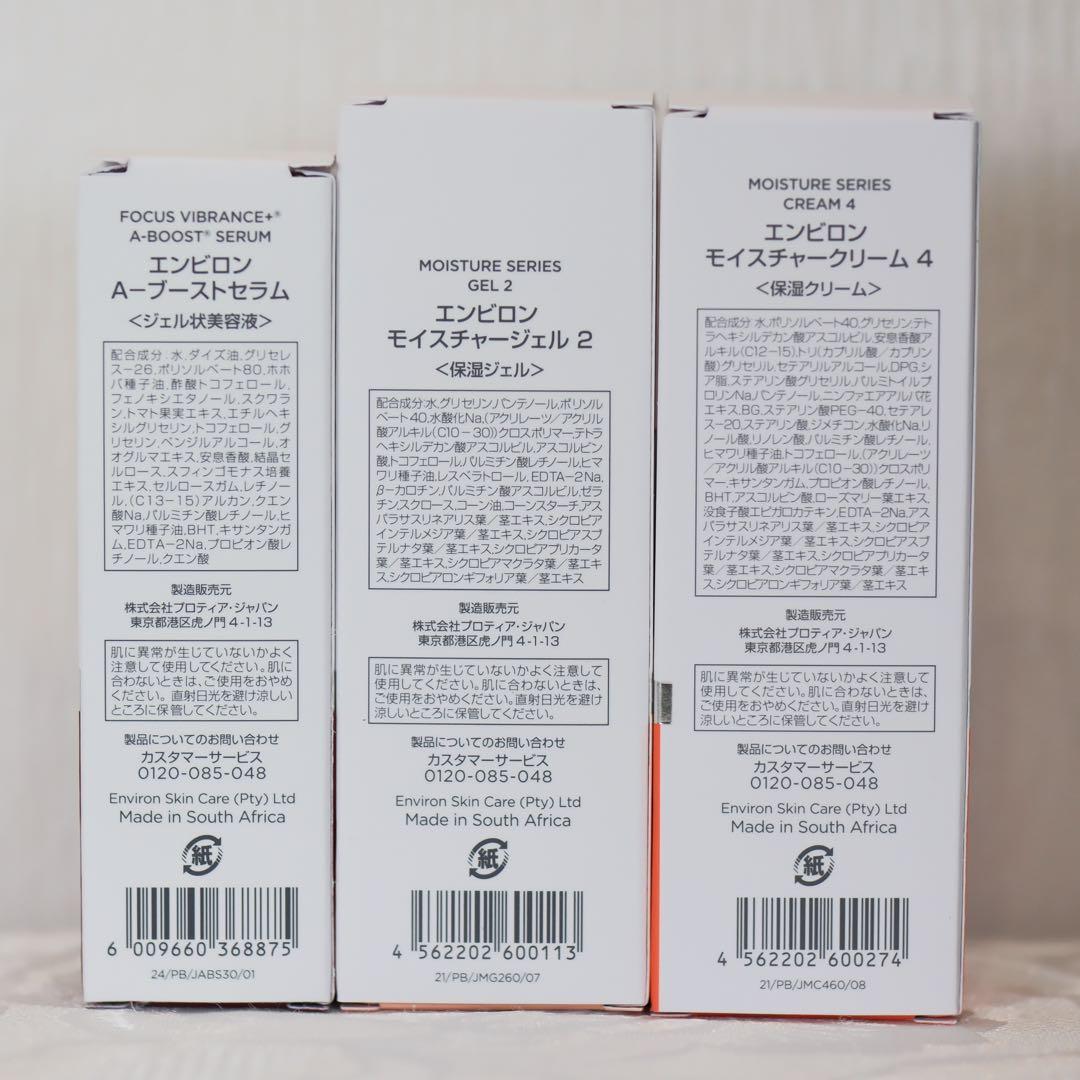 FOCUS VIBRANCE+®
A-BOOST® SERUM
エンビロン
A-ブーストセラム
<ジェル状美容液>
配合成分:水,ダイズ油,グリセレ
ス-26,ポリソルベート80,ホホ
バ種子油,酢酸トコフェロール,
フェノキシエタノール,スクワラ
ン,トマト果実エキス,エチルヘキ
シルグリセリン,トコフェロール,グ
リセリン,ベンジルアルコール,オ
オグルマエキス,安息香酸,結晶セ
ルロース,スフィンゴモナス培養
エキス,セルロースガム,レチノー
ル,(C13-15)アルカン,クエン
酸Na,パルミチン酸レチノール,ヒ
マワリ種子油,BHT,キサンタンガ
ム,EDTA-2Na,プロピオン酸レ
チノール,クエン酸
製造販売元
株式会社プロティア・ジャパン
東京都港区虎ノ門 4-1-13
肌に異常が生じていないかよく
注意して使用してください。肌に
合わないときは、ご使用をおやめ
ください。直射日光を避け涼しい
ところに保管してください。
製品についてのお問い合わせ
カスタマーサービス
0120-085-048
Environ Skin Care (Pty) Ltd
Made in South Africa
紙
6 009660 368875
24/PB/JABS30/01
MOISTURE SERIES
GEL 2
エンビロン
モイスチャージェル 2
<保湿ジェル>
配合成分:水,グリセリン,パンテノール,ポリソル
ベート40,水酸化Na,(アクリレーツ/アクリル
酸アルキル(C10-30))クロスポリマー,テトラ
ヘキシルデカン酸アスコルビル,アスコルビン
酸,トコフェロール,パルミチン酸レチノール,ヒマ
ワリ種子油,レスベラトロール,EDTA-2Na,
β-カロチン,パルミチン酸アスコルビル,ゼラ
チン,スクロース,コーン油,コーンスターチ,アス
パラサスリネアリス葉/茎エキス,シクロピア
インテルメジア葉/茎エキス,シクロピアスブ
テルナタ葉/茎エキス,シクロピアプリカータ
葉/茎エキス,シクロピアマクラタ葉/茎エキ
ス,シクロピアロンギフォリア葉/茎エキス
製造販売元
株式会社プロティア・ジャパン
東京都港区虎ノ門 4-1-13
肌に異常が生じていないかよく注意して
使用してください。肌に合わないときは、
ご使用をおやめください。直射日光を避け
涼しいところに保管してください。
製品についてのお問い合わせ
カスタマーサービス
0120-085-048
Environ Skin Care (Pty) Ltd
Made in South Africa
紙
4 562202 600113
21/PB/JMG260/07
MOISTURE SERIES
CREAM 4
エンビロン
モイスチャークリーム 4
<保湿クリーム>
配合成分:水,ポリソルベート40,グリセリン,テト
ラヘキシルデカン酸アスコルビル,安息香酸
アルキル(C12-15),トリ(カプリル酸/カプリン
酸)グリセリル,セテアリルアルコール,DPG,シ
ア脂,ステアリン酸グリセリル,パルミトイルプ
ロリンNa,パンテノール,ニンファエアアルバ花
エキス,BG,ステアリン酸PEG-40,セテアレ
ス-20,ステアリン酸,ジメチコン,水酸化Na,リ
ノール酸,リノレン酸,パルミチン酸レチノール,
ヒマワリ種子油,トコフェロール,(アクリレーツ
/アクリル酸アルキル(C10-30))クロスポリ
マー,キサンタンガム,プロピオン酸レチノール,
BHT,アスコルビン酸,ローズマリー葉エキス,
没食子酸エピガロカテキン,EDTA-2Na,アス
パラサスリネアリス葉/茎エキス,シクロピア
インテルメジア葉/茎エキス,シクロピアスブ
テルナタ葉/茎エキス,シクロピアプリカータ
葉/茎エキス,シクロピアマクラタ葉/茎エキ
ス,シクロピアロンギフォリア葉/茎エキス
製造販売元
株式会社プロティア・ジャパン
東京都港区虎ノ門 4-1-13
肌に異常が生じていないかよく注意して
使用してください。肌に合わないときは、
ご使用をおやめください。直射日光を避け
涼しいところに保管してください。
製品についてのお問い合わせ
カスタマーサービス
0120-085-048
Environ Skin Care (Pty) Ltd
Made in South Africa
紙
4 562202 600274
21/PB/JMC460/08